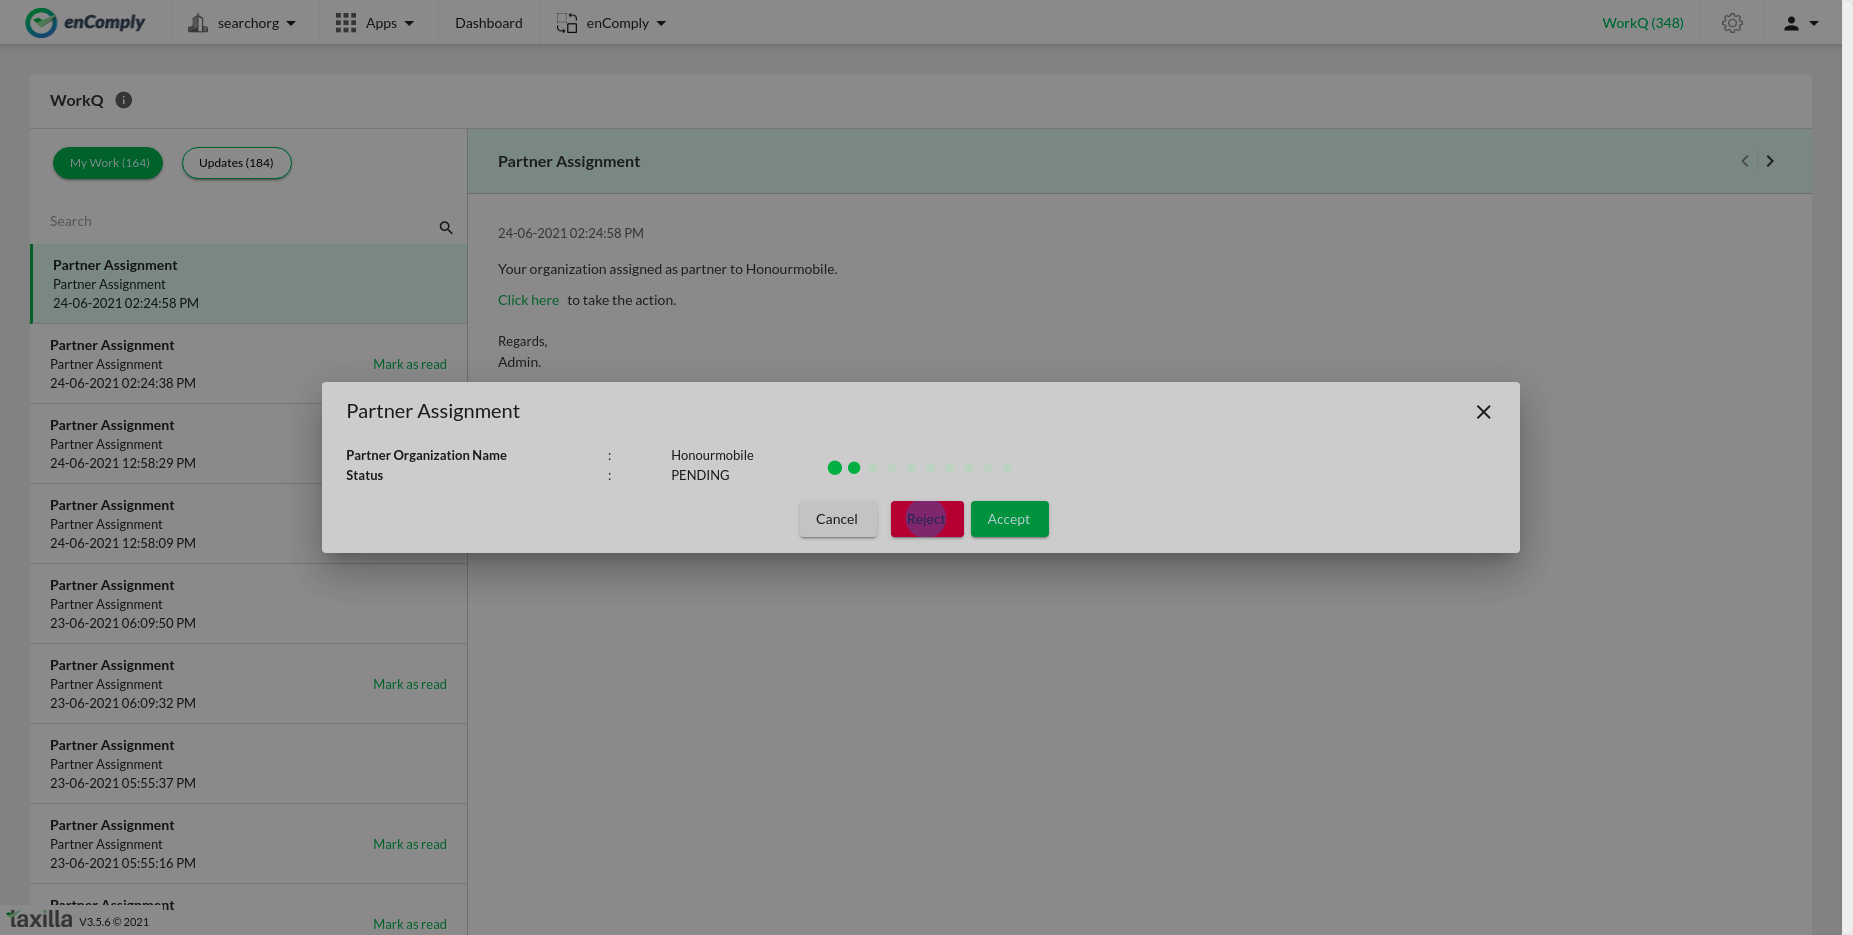 enComply
searchorg
Apps
Dashboard
enComply
WorkQ (348)
WorkQ
My Work (164)
Updates (184)
Search
Partner Assignment
Partner Assignment
24-06-2021 02:24:58 PM
Partner Assignment
Partner Assignment
Mark as read
24-06-2021 02:24:38 PM
Partner Assignment
Partner Assignment
24-06-2021 12:58:29 PM
Partner Assignment
Partner Assignment
24-06-2021 12:58:09 PM
Partner Assignment
Partner Assignment
23-06-2021 06:09:50 PM
Partner Assignment
Partner Assignment
Mark as read
23-06-2021 06:09:32 PM
Partner Assignment
Partner Assignment
23-06-2021 05:55:37 PM
Partner Assignment
Partner Assignment
Mark as read
23-06-2021 05:55:16 PM
Partner Assignment
Mark as read
Partner Assignment
24-06-2021 02:24:58 PM
Your organization assigned as partner to Honourmobile.
Click here to take the action.
Regards,
Admin.
Partner Assignment
Partner Organization Name : Honourmobile
Status : PENDING
Cancel
Reject
Accept
taxilla V3.5.6 © 2021